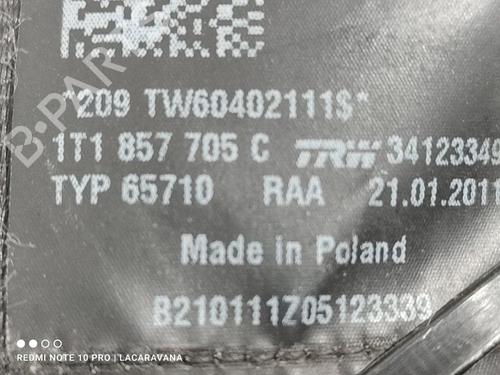 *209 TW60402111$*
1T1 857 705 C TRW 34123349
TYP 65710 RAA 21.01.2011
Made in Poland
B210111Z05123339
B-PAR
REDMI NOTE 10 PRO | LACARAVANA